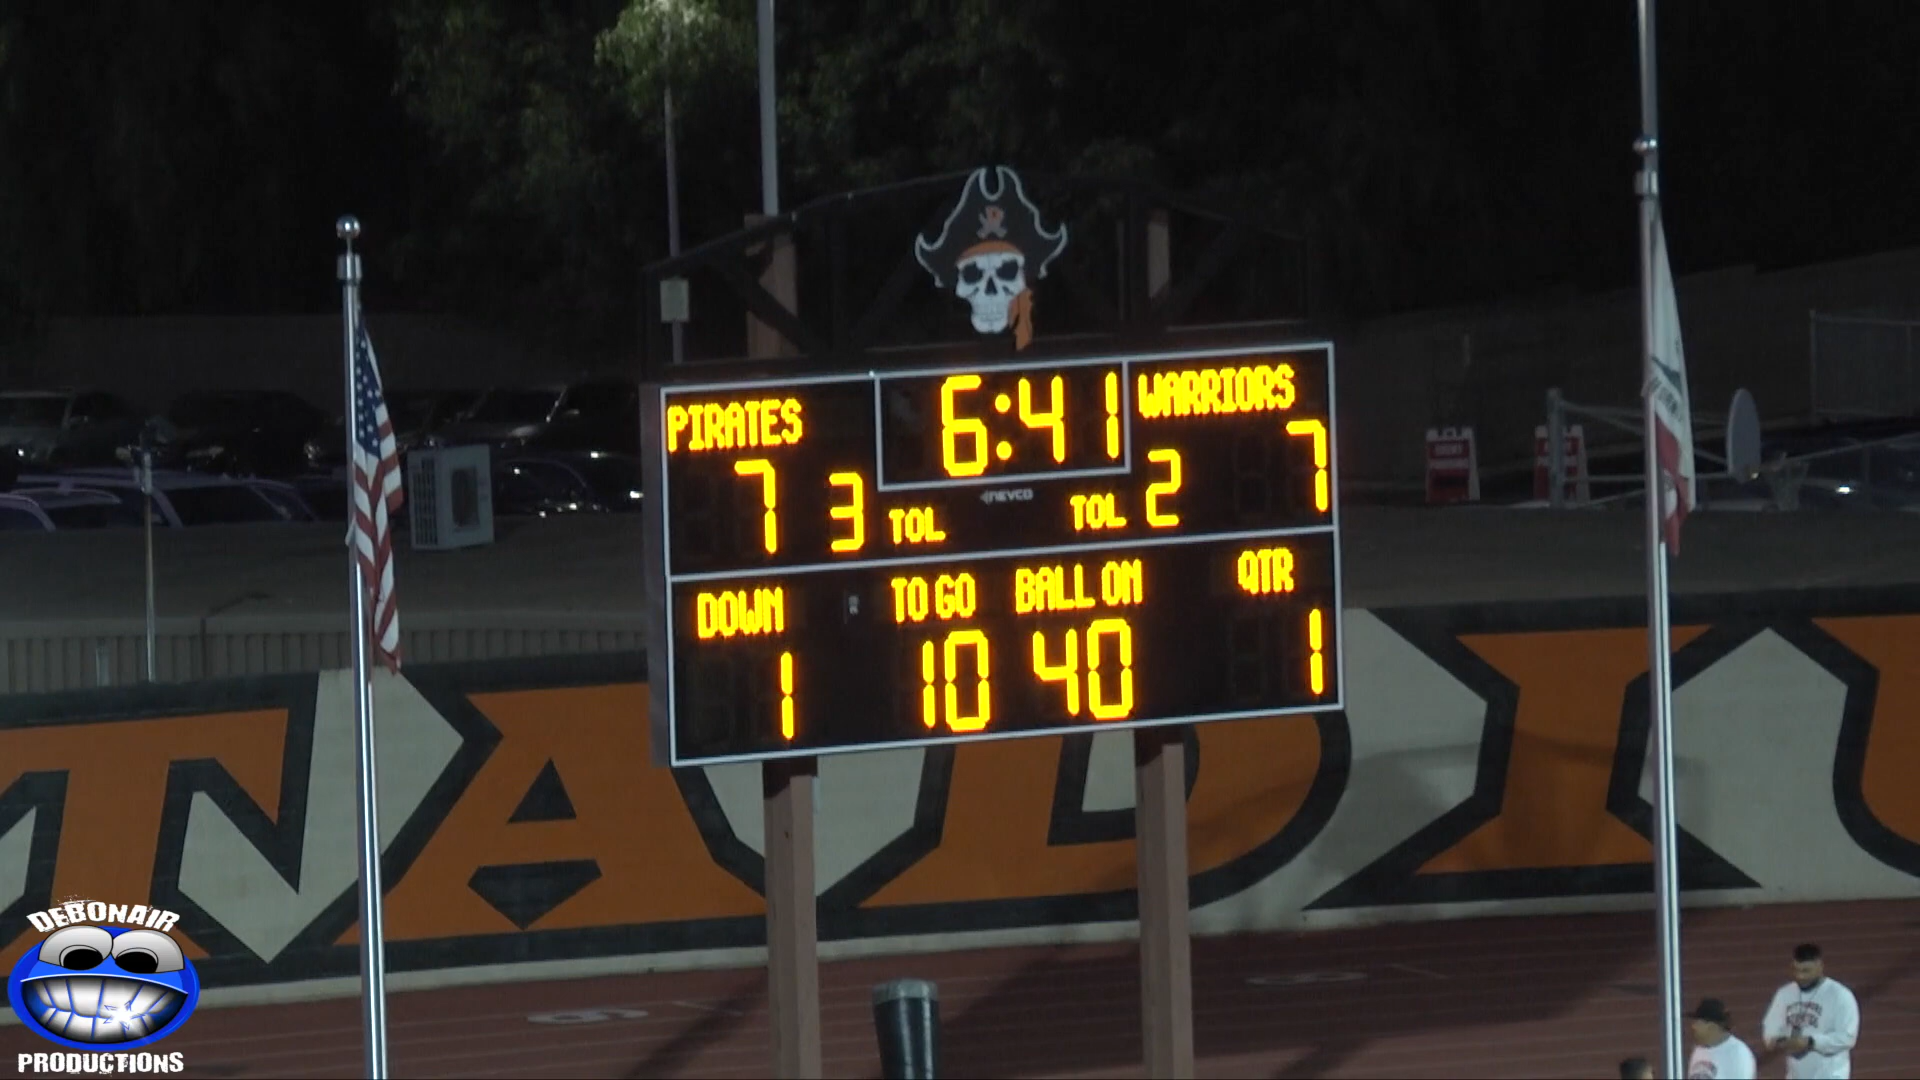 PIRATES
6:41
WARRIORS
7
3
TOL
NEVCO
TOL
2
7
DOWN
TO GO
BALL ON
QTR
1
10
40
1
DEBONAIR
PRODUCTIONS